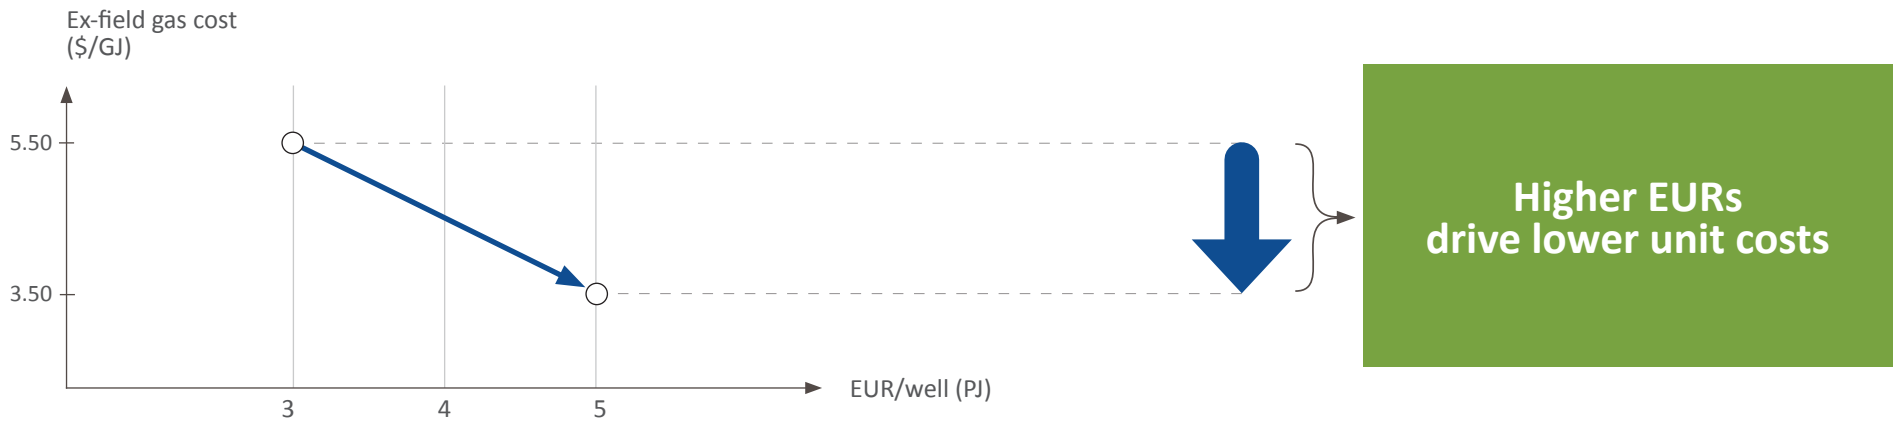 Ex-field gas cost
($/GJ)
5.50
3.50
3
4
5
EUR/well (PJ)
Higher EURs
drive lower unit costs